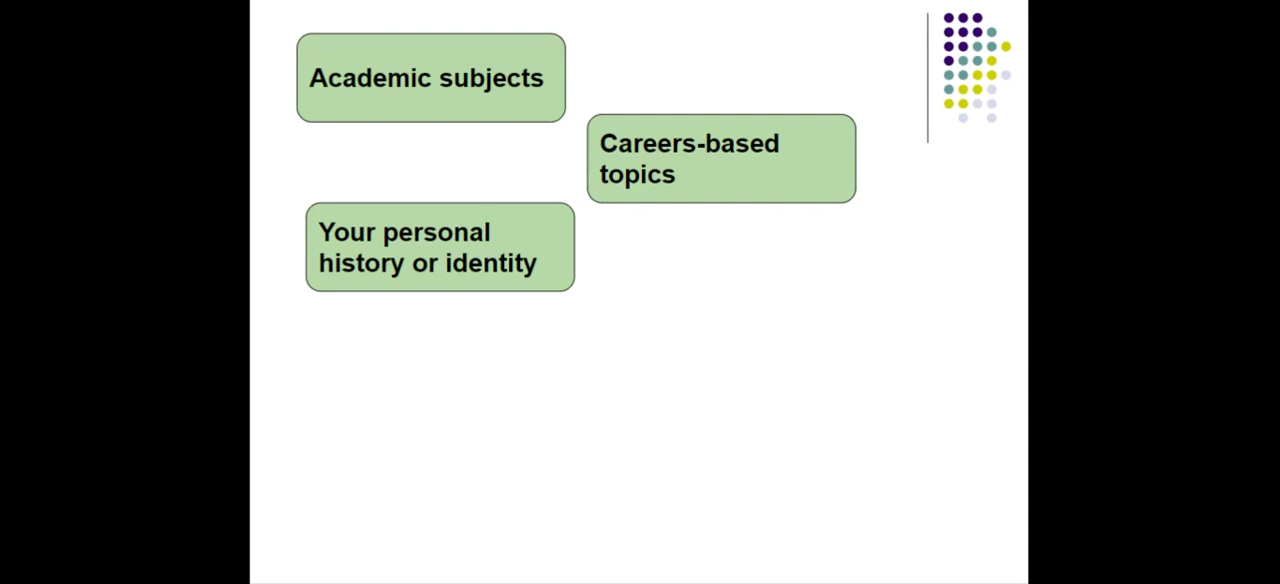 Academic subjects
Careers-based
topics
Your personal
history or identity